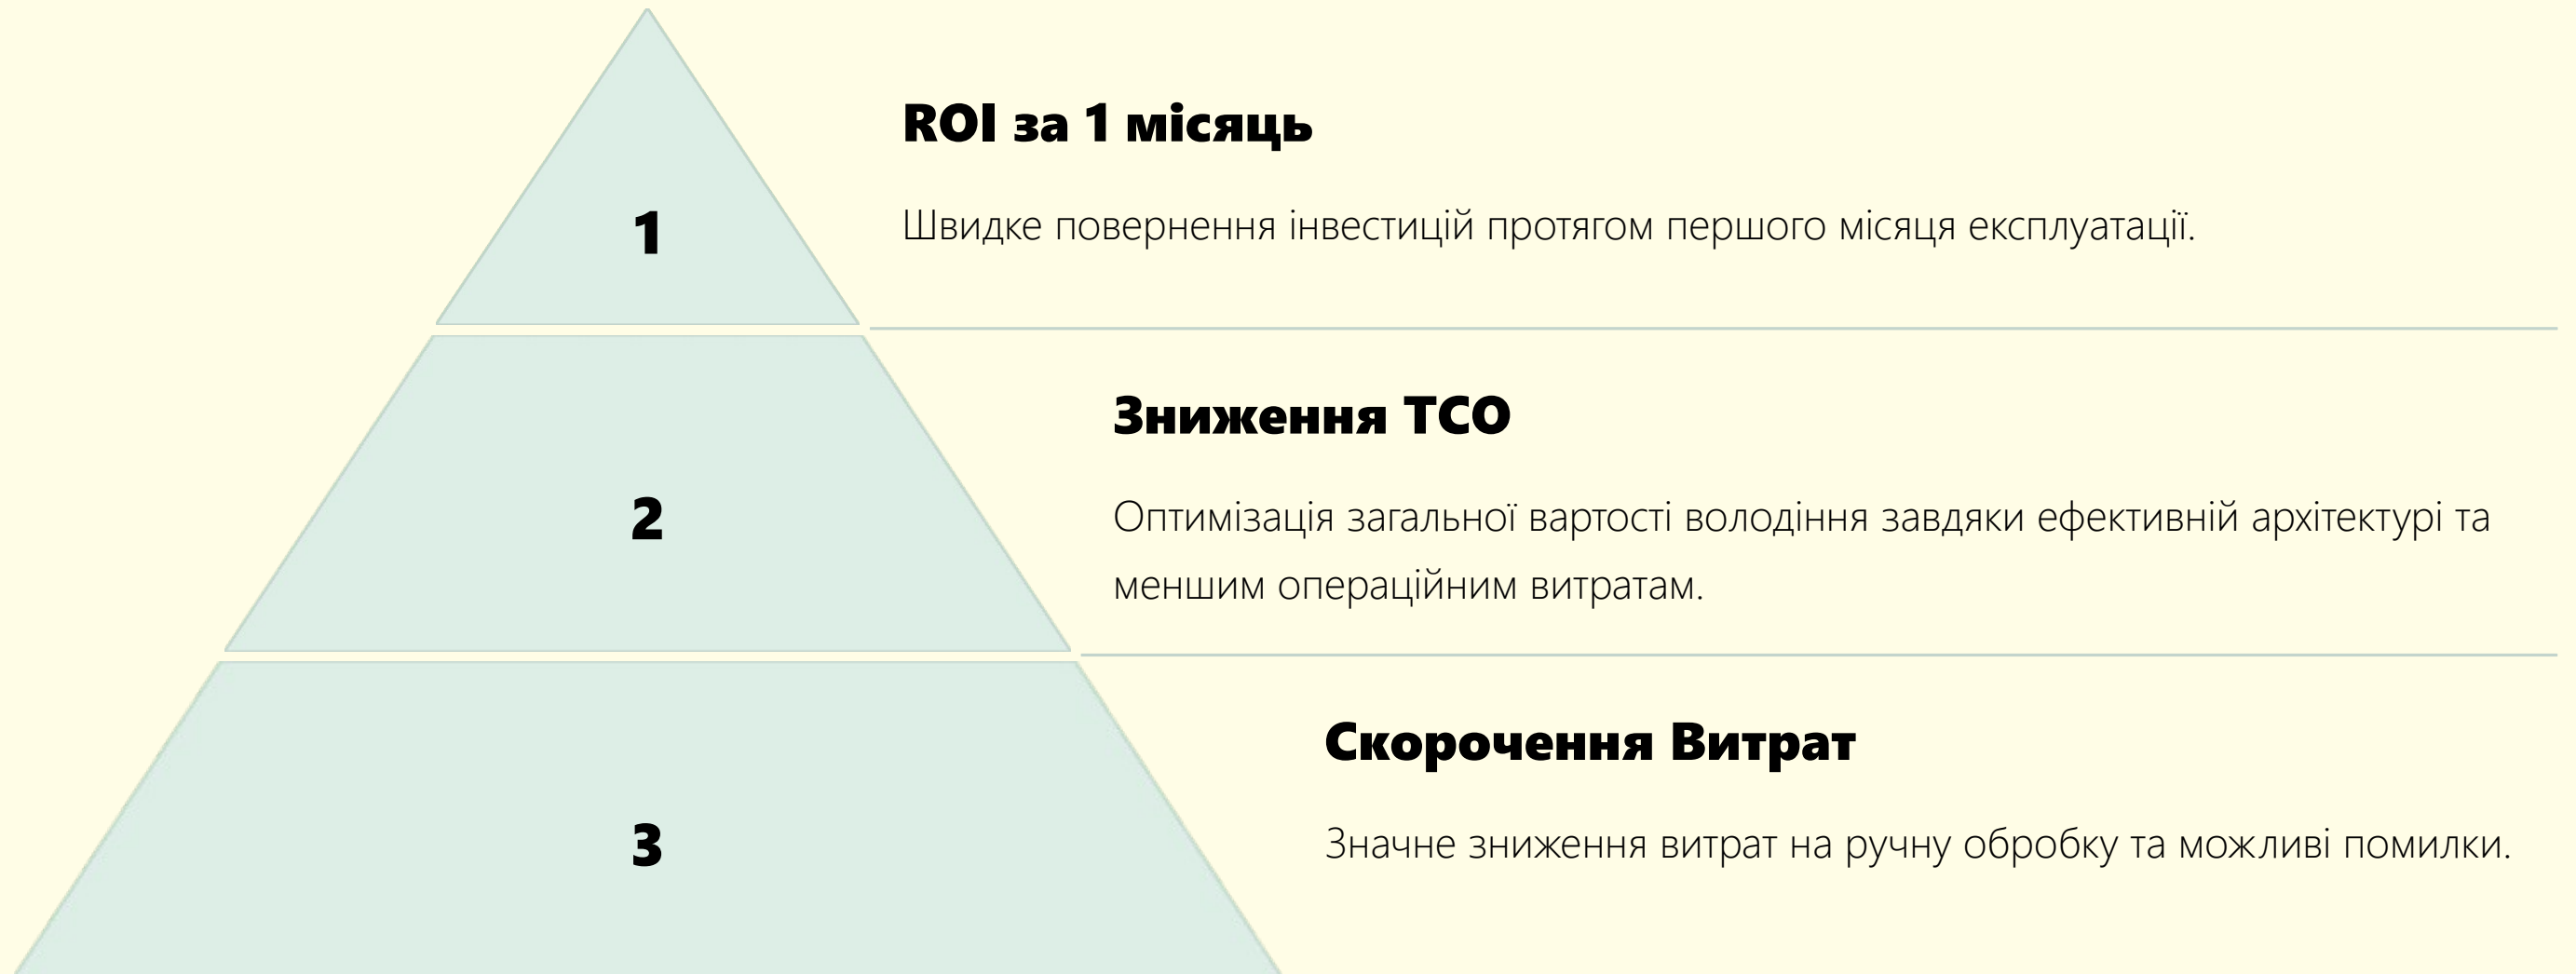 1
ROI за 1 місяць
Швидке повернення інвестицій протягом першого місяця експлуатації.
2
Зниження TCO
Оптимізація загальної вартості володіння завдяки ефективній архітектурі та
меншим операційним витратам.
3
Скорочення Витрат
Значне зниження витрат на ручну обробку та можливі помилки.